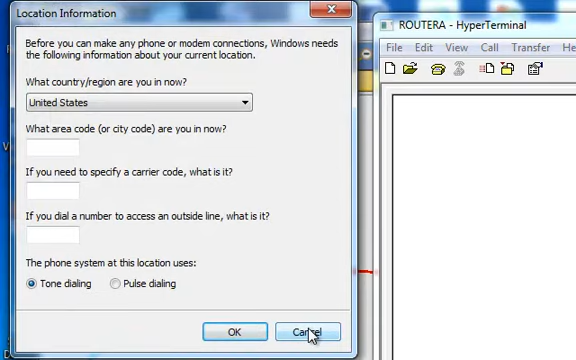 Location Information
Before you can make any phone or modem connections, Windows needs
the following information about your current location.
What country/region are you in now?
United States
What area code (or city code) are you in now?
If you need to specify a carrier code, what is it?
If you dial a number to access an outside line, what is it?
The phone system at this location uses:
Tone dialing Pulse dialing
OK Cancel
ROUTERA - HyperTerminal
File Edit View Call Transfer Help